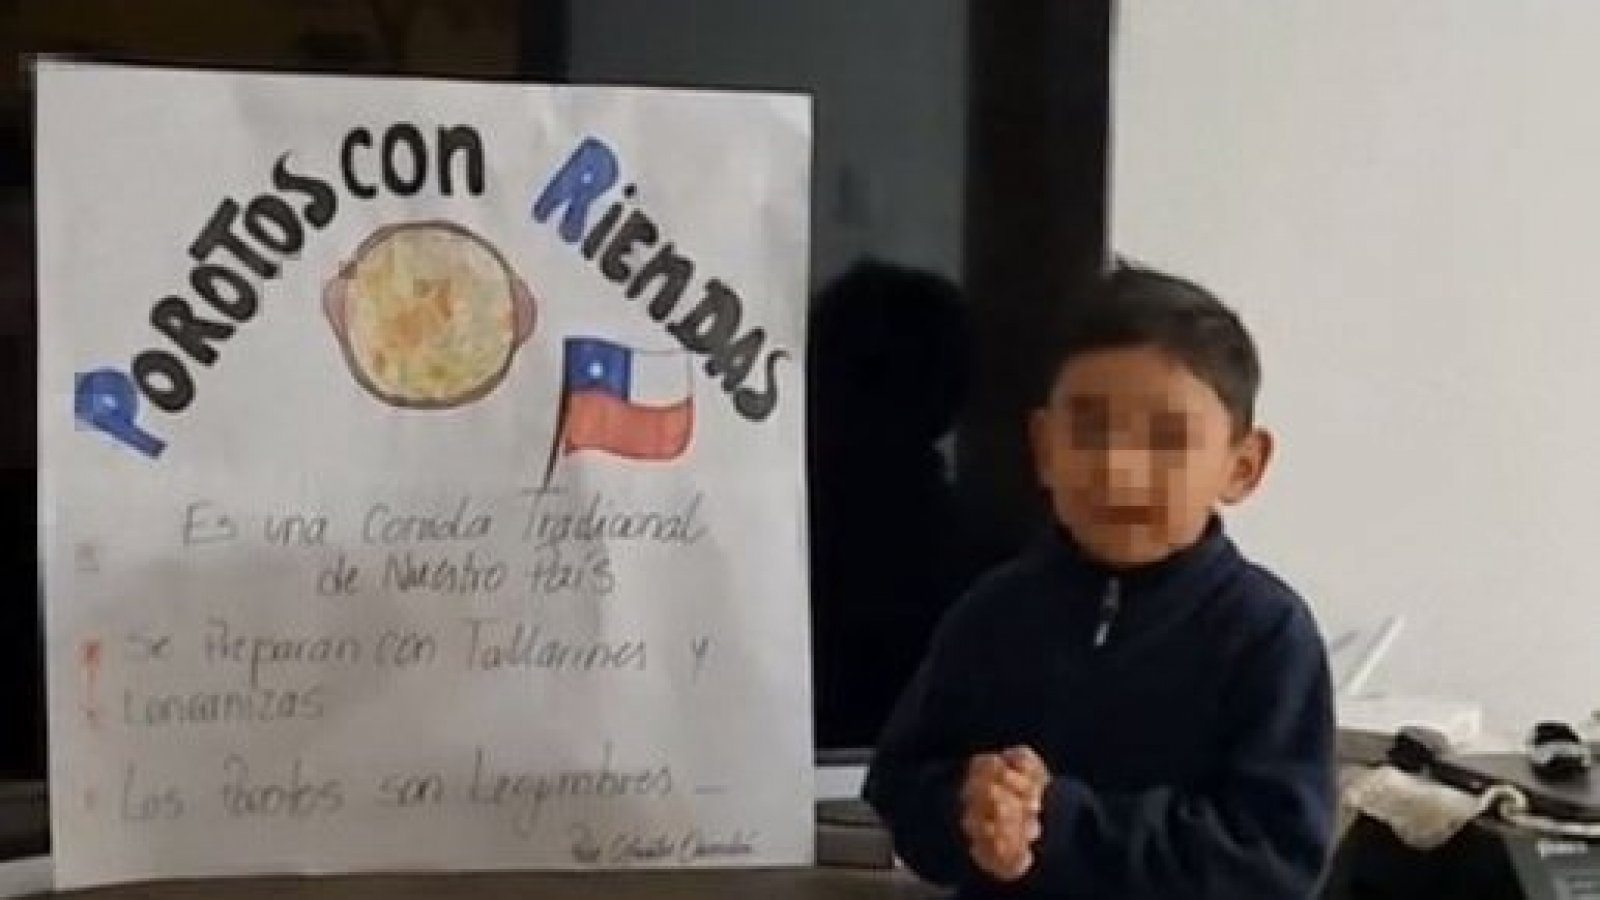 POROTOS CON RIENDAS
Es una Comida Tradicional
de Nuestro País
Se Preparan con Tallarines y
Longanizas
Los Porotos son Legumbres
Por